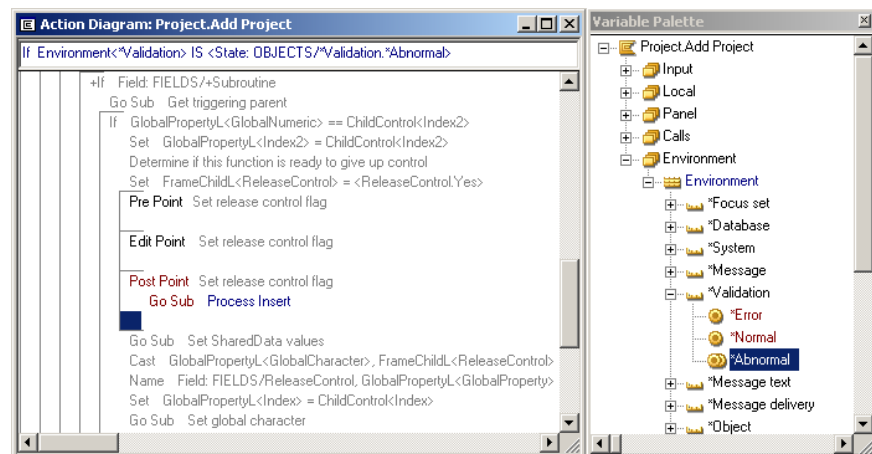 Action Diagram: Project.Add Project
If Environment<*Validation> IS <State: OBJECTS/*Validation.*Abnormal>
+If Field: FIELDS/+Subroutine
Go Sub Get triggering parent
If GlobalPropertyL<GlobalNumeric> == ChildControl<Index2>
Set GlobalPropertyL<Index2> = ChildControl<Index2>
Determine if this function is ready to give up control
Set FrameChildL<ReleaseControl> = <ReleaseControl.Yes>
Pre Point Set release control flag
Edit Point Set release control flag
Post Point Set release control flag
Go Sub Process Insert
Go Sub Set SharedData values
Cast GlobalPropertyL<GlobalCharacter>, FrameChildL<ReleaseControl>
Name Field: FIELDS/ReleaseControl, GlobalPropertyL<GlobalProperty>
Set GlobalPropertyL<Index> = ChildControl<Index>
Go Sub Set global character
Variable Palette
Project.Add Project
Input
Local
Panel
Calls
Environment
Environment
*Focus set
*Database
*System
*Message
*Validation
*Error
*Normal
*Abnormal
*Message text
*Message delivery
*Object